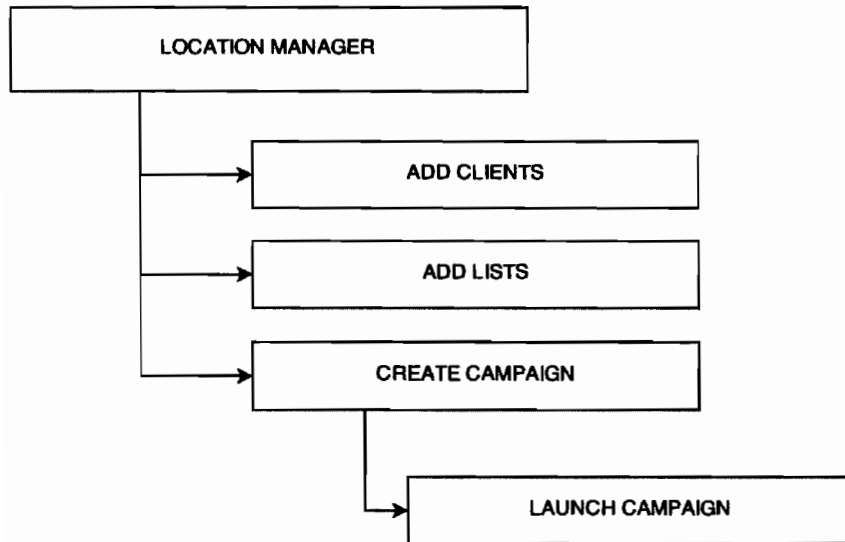 LOCATION MANAGER
ADD CLIENTS
ADD LISTS
CREATE CAMPAIGN
LAUNCH CAMPAIGN